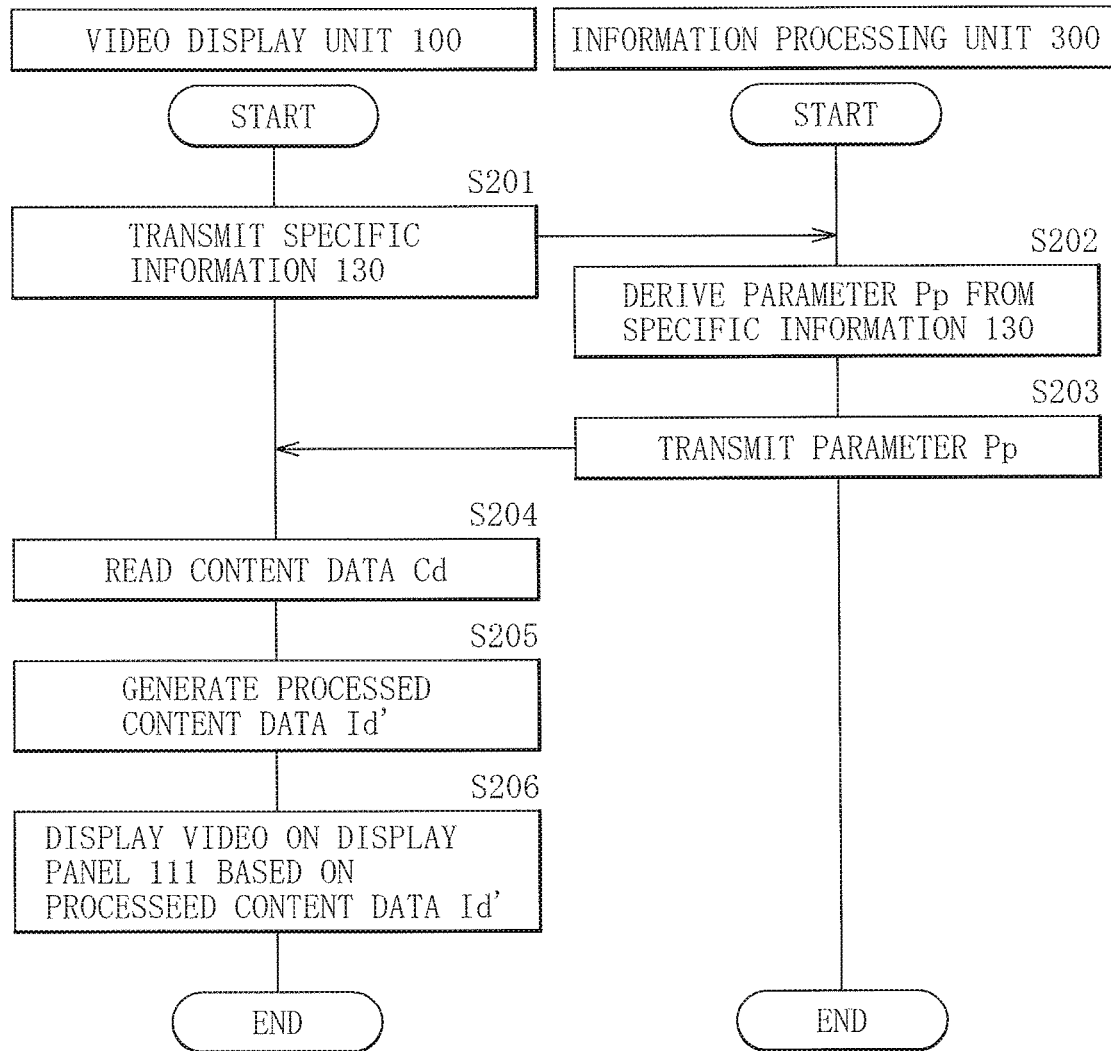 VIDEO DISPLAY UNIT 100
INFORMATION PROCESSING UNIT 300
START
START
S201
TRANSMIT SPECIFIC
INFORMATION 130
S202
DERIVE PARAMETER Pp FROM
SPECIFIC INFORMATION 130
S203
TRANSMIT PARAMETER Pp
S204
READ CONTENT DATA Cd
S205
GENERATE PROCESSED
CONTENT DATA Id'
S206
DISPLAY VIDEO ON DISPLAY
PANEL 111 BASED ON
PROCESSEED CONTENT DATA Id'
END
END